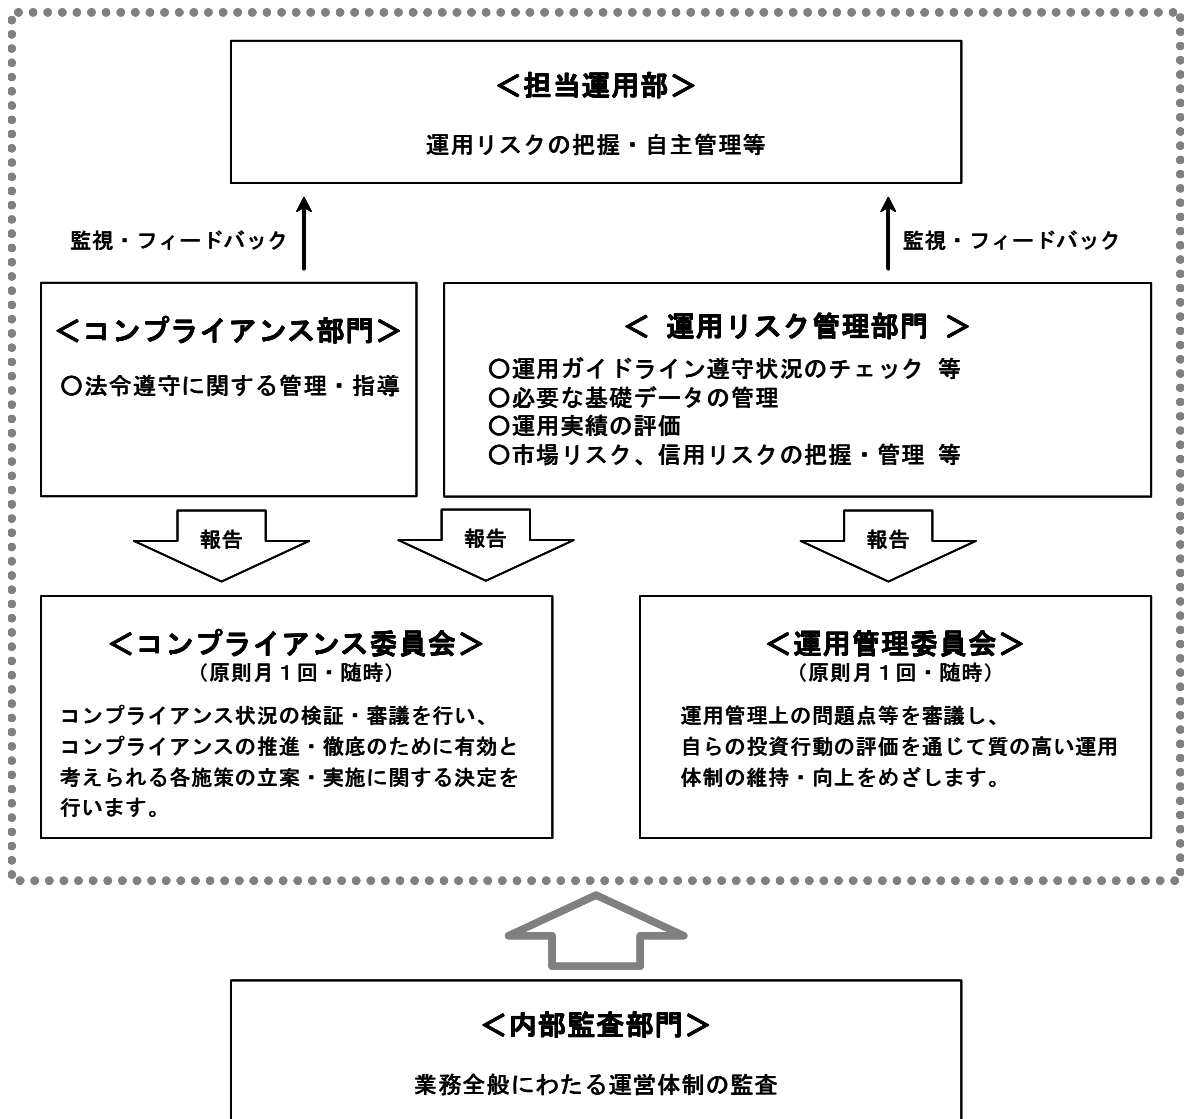 ＜担当運用部＞
運用リスクの把握・自主管理等
監視・フィードバック
監視・フィードバック
＜コンプライアンス部門＞
○法令遵守に関する管理・指導
＜ 運用リスク管理部門 ＞
○運用ガイドライン遵守状況のチェック 等
○必要な基礎データの管理
○運用実績の評価
○市場リスク、信用リスクの把握・管理 等
報告
報告
報告
＜コンプライアンス委員会＞
（原則月１回・随時）
コンプライアンス状況の検証・審議を行い、
コンプライアンスの推進・徹底のために有効と
考えられる各施策の立案・実施に関する決定を
行います。
＜運用管理委員会＞
（原則月１回・随時）
運用管理上の問題点等を審議し、
自らの投資行動の評価を通じて質の高い運用
体制の維持・向上をめざします。
＜内部監査部門＞
業務全般にわたる運営体制の監査